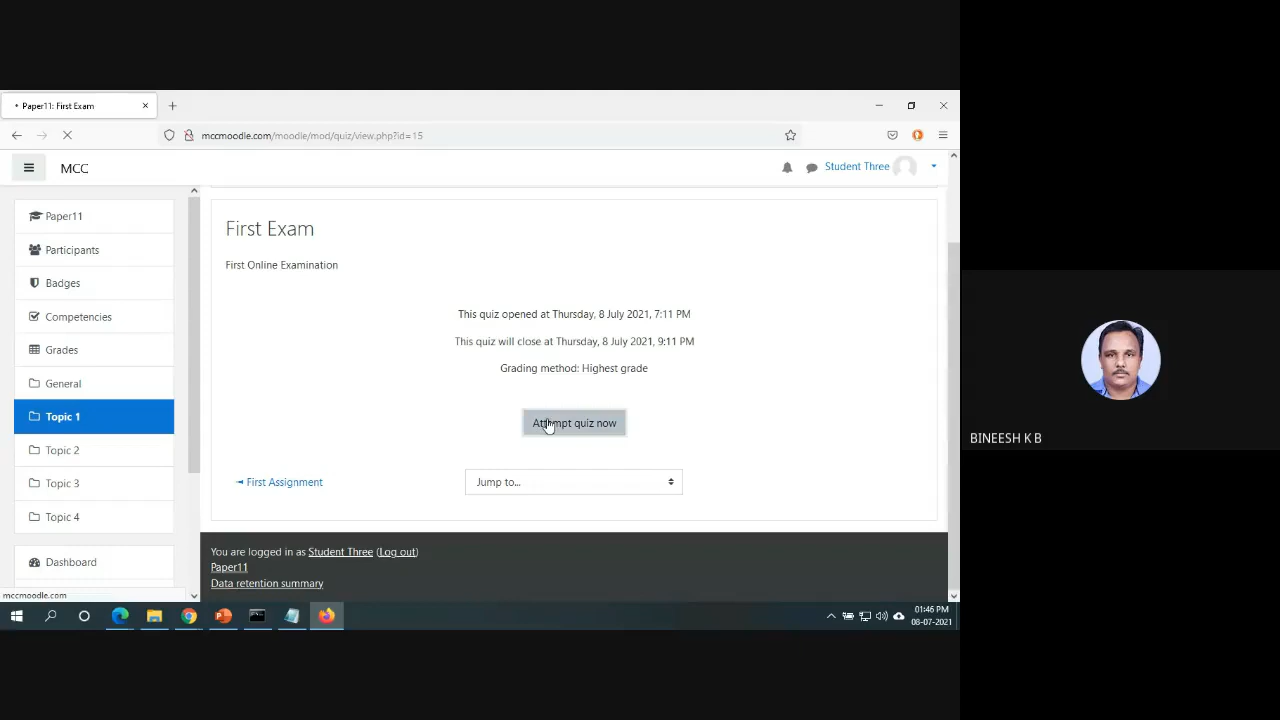 Paper11: First Exam
mccmoodle.com/moodle/mod/quiz/view.php?id=15
MCC
Student Three
Paper11
Participants
Badges
Competencies
Grades
General
Topic 1
Topic 2
Topic 3
Topic 4
Dashboard
First Exam
First Online Examination
This quiz opened at Thursday, 8 July 2021, 7:11 PM
This quiz will close at Thursday, 8 July 2021, 9:11 PM
Grading method: Highest grade
Attempt quiz now
◄ First Assignment
Jump to...
You are logged in as Student Three (Log out)
Paper11
Data retention summary
mccmoodle.com
01:46 PM
08-07-2021
BINEESH K B